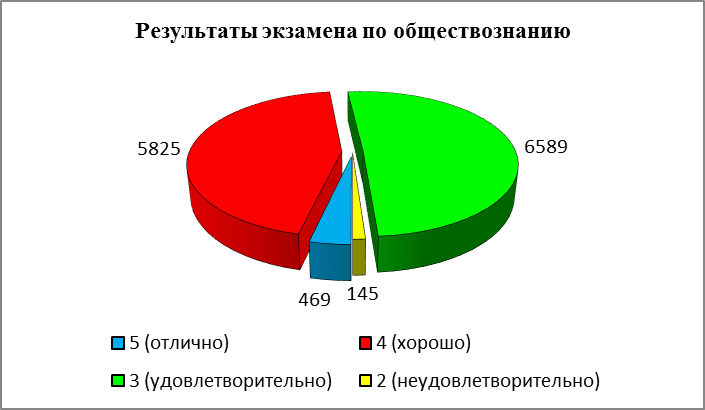 Результаты экзамена по обществознанию
5825
6589
469
145
5 (отлично)
4 (хорошо)
3 (удовлетворительно)
2 (неудовлетворительно)